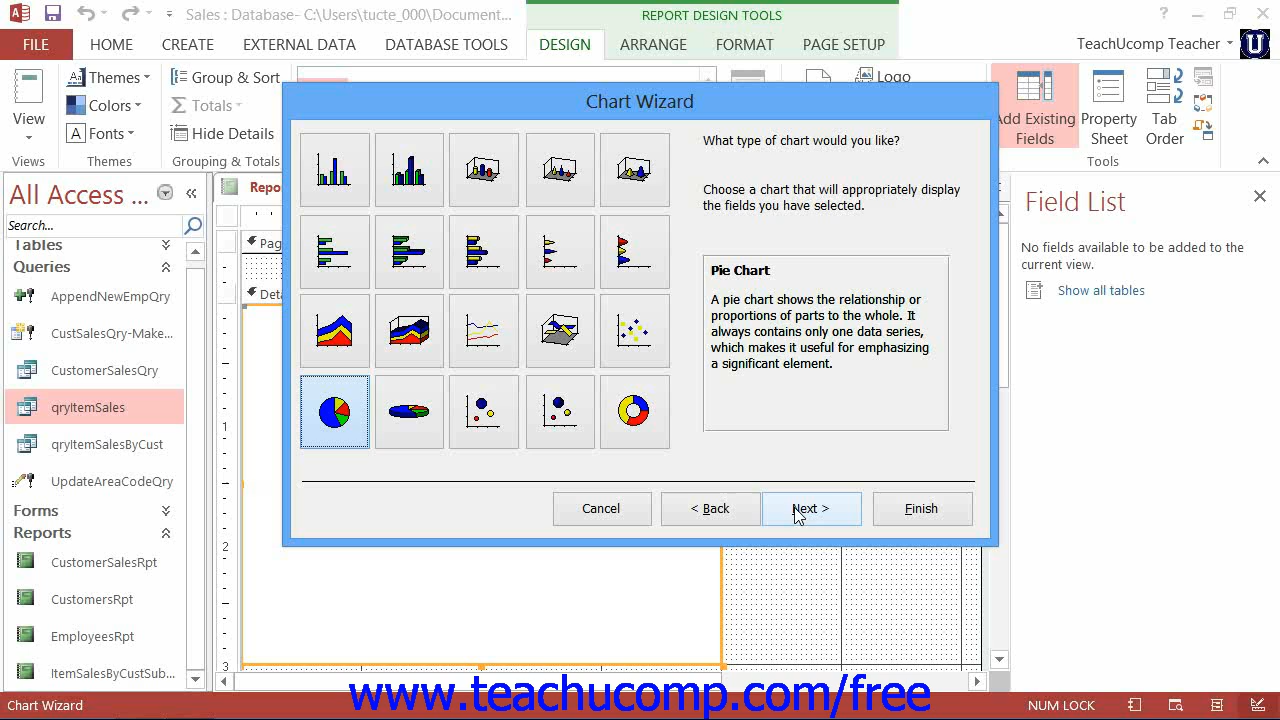 Sales : Database- C:\Users\tucte_000\Document...
REPORT DESIGN TOOLS
?
FILE HOME CREATE EXTERNAL DATA DATABASE TOOLS DESIGN ARRANGE FORMAT PAGE SETUP TeachUcomp Teacher
View
Views
Themes
Colors
Fonts
Themes
Group & Sort
Totals
Hide Details
Grouping & Totals
Logo
Add Existing
Fields
Property
Sheet
Tab
Order
Tools
All Access ...
Search...
Tables
Queries
AppendNewEmpQry
CustSalesQry-Make...
CustomerSalesQry
qryItemSales
qryItemSalesByCust
UpdateAreaCodeQry
Forms
Reports
CustomerSalesRpt
CustomersRpt
EmployeesRpt
ItemSalesByCustSub...
Repo
Pag
Deta
1
2
3
Chart Wizard
What type of chart would you like?
Choose a chart that will appropriately display
the fields you have selected.
Pie Chart
A pie chart shows the relationship or
proportions of parts to the whole. It
always contains only one data series,
which makes it useful for emphasizing
a significant element.
Cancel
< Back
Next >
Finish
Field List
No fields available to be added to the
current view.
Show all tables
www.teachucomp.com/free
Chart Wizard
NUM LOCK